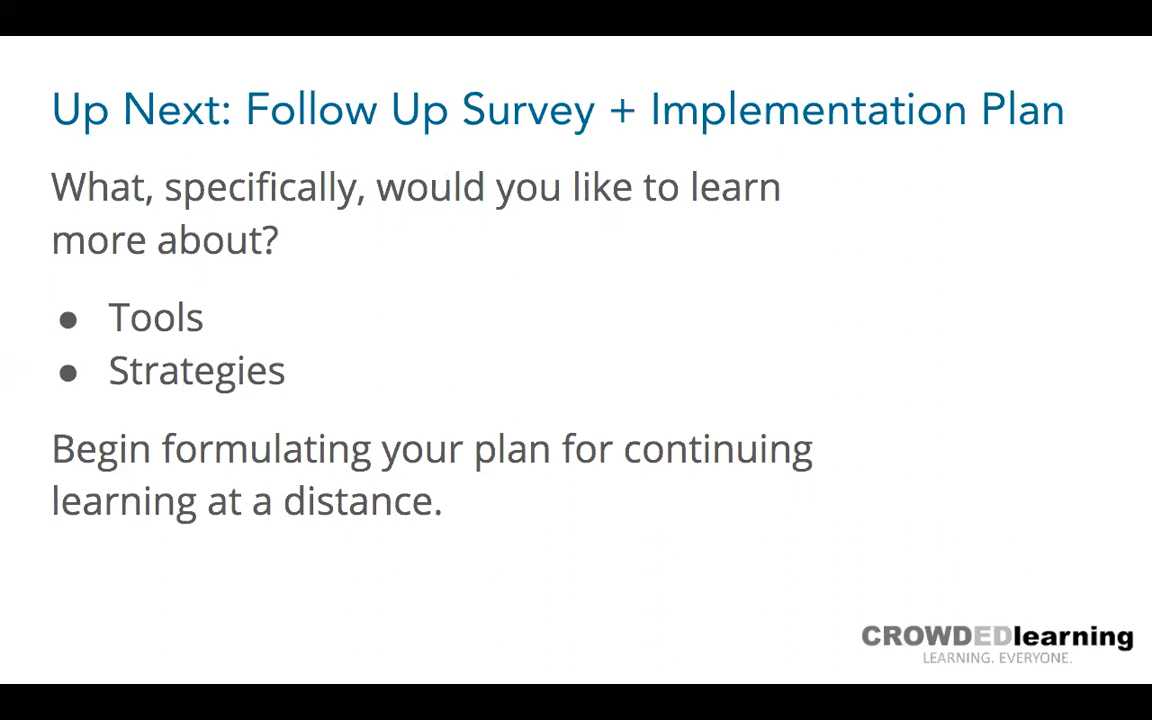 Up Next: Follow Up Survey + Implementation Plan
What, specifically, would you like to learn
more about?
● Tools
● Strategies
Begin formulating your plan for continuing
learning at a distance.
CROWDEDlearning
LEARNING. EVERYONE.